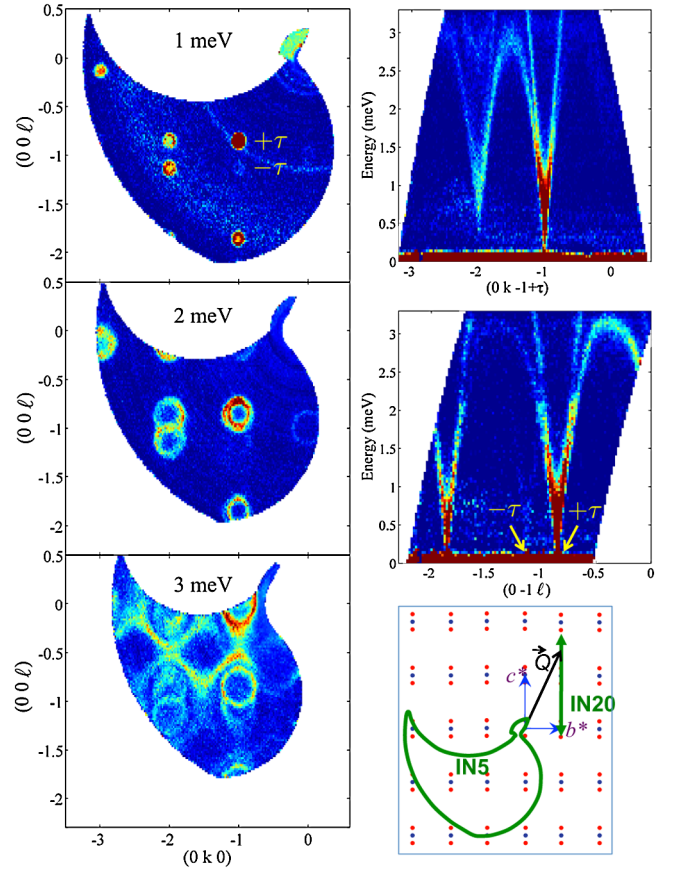 1 meV
+τ
−τ
0.5
0
-0.5
-1
-1.5
-2
(0 0 ℓ)
2 meV
0.5
0
-0.5
-1
-1.5
-2
(0 0 ℓ)
3 meV
0.5
0
-0.5
-1
-1.5
-2
(0 0 ℓ)
-3 -2 -1 0
(0 k 0)
3
2.5
2
1.5
1
0.5
0
Energy (meV)
-3 -2 -1 0
(0 k -1+τ)
3
2.5
2
1.5
1
0.5
0
Energy (meV)
−τ +τ
-2 -1.5 -1 -0.5 0
(0 -1 ℓ)
Q
c*
IN20
b*
IN5